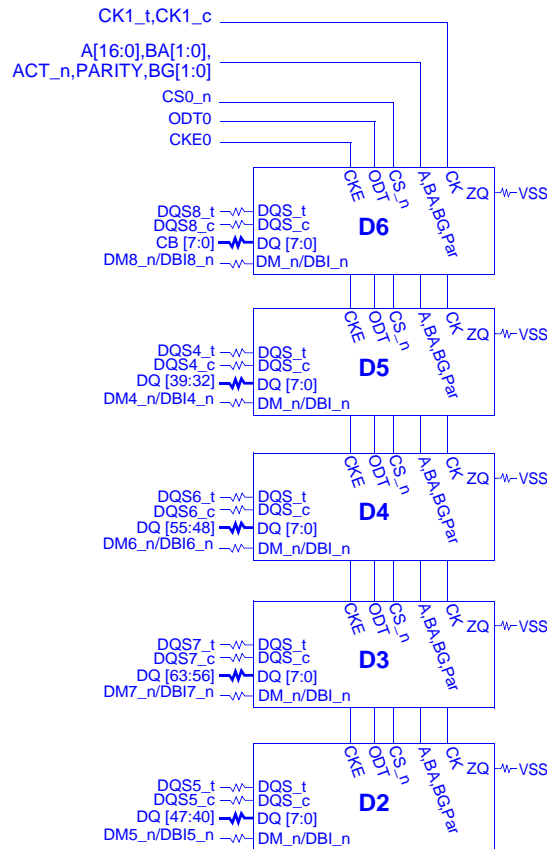 CK1_t,CK1_c
A[16:0],BA[1:0],
ACT_n,PARITY,BG[1:0]
CS0_n
ODT0
CKE0
CKE
ODT
CS_n
A,BA,BG,Par
CK
ZQ
VSS
D6
DQS8_t
DQS_t
DQS8_c
DQS_c
CB [7:0]
DQ [7:0]
DM8_n/DBI8_n
DM_n/DBI_n
CKE
ODT
CS_n
A,BA,BG,Par
CK
ZQ
VSS
D5
DQS4_t
DQS_t
DQS4_c
DQS_c
DQ [39:32]
DQ [7:0]
DM4_n/DBI4_n
DM_n/DBI_n
CKE
ODT
CS_n
A,BA,BG,Par
CK
ZQ
VSS
D4
DQS6_t
DQS_t
DQS6_c
DQS_c
DQ [55:48]
DQ [7:0]
DM6_n/DBI6_n
DM_n/DBI_n
CKE
ODT
CS_n
A,BA,BG,Par
CK
ZQ
VSS
D3
DQS7_t
DQS_t
DQS7_c
DQS_c
DQ [63:56]
DQ [7:0]
DM7_n/DBI7_n
DM_n/DBI_n
CKE
ODT
CS_n
A,BA,BG,Par
CK
ZQ
VSS
D2
DQS5_t
DQS_t
DQS5_c
DQS_c
DQ [47:40]
DQ [7:0]
DM5_n/DBI5_n
DM_n/DBI_n